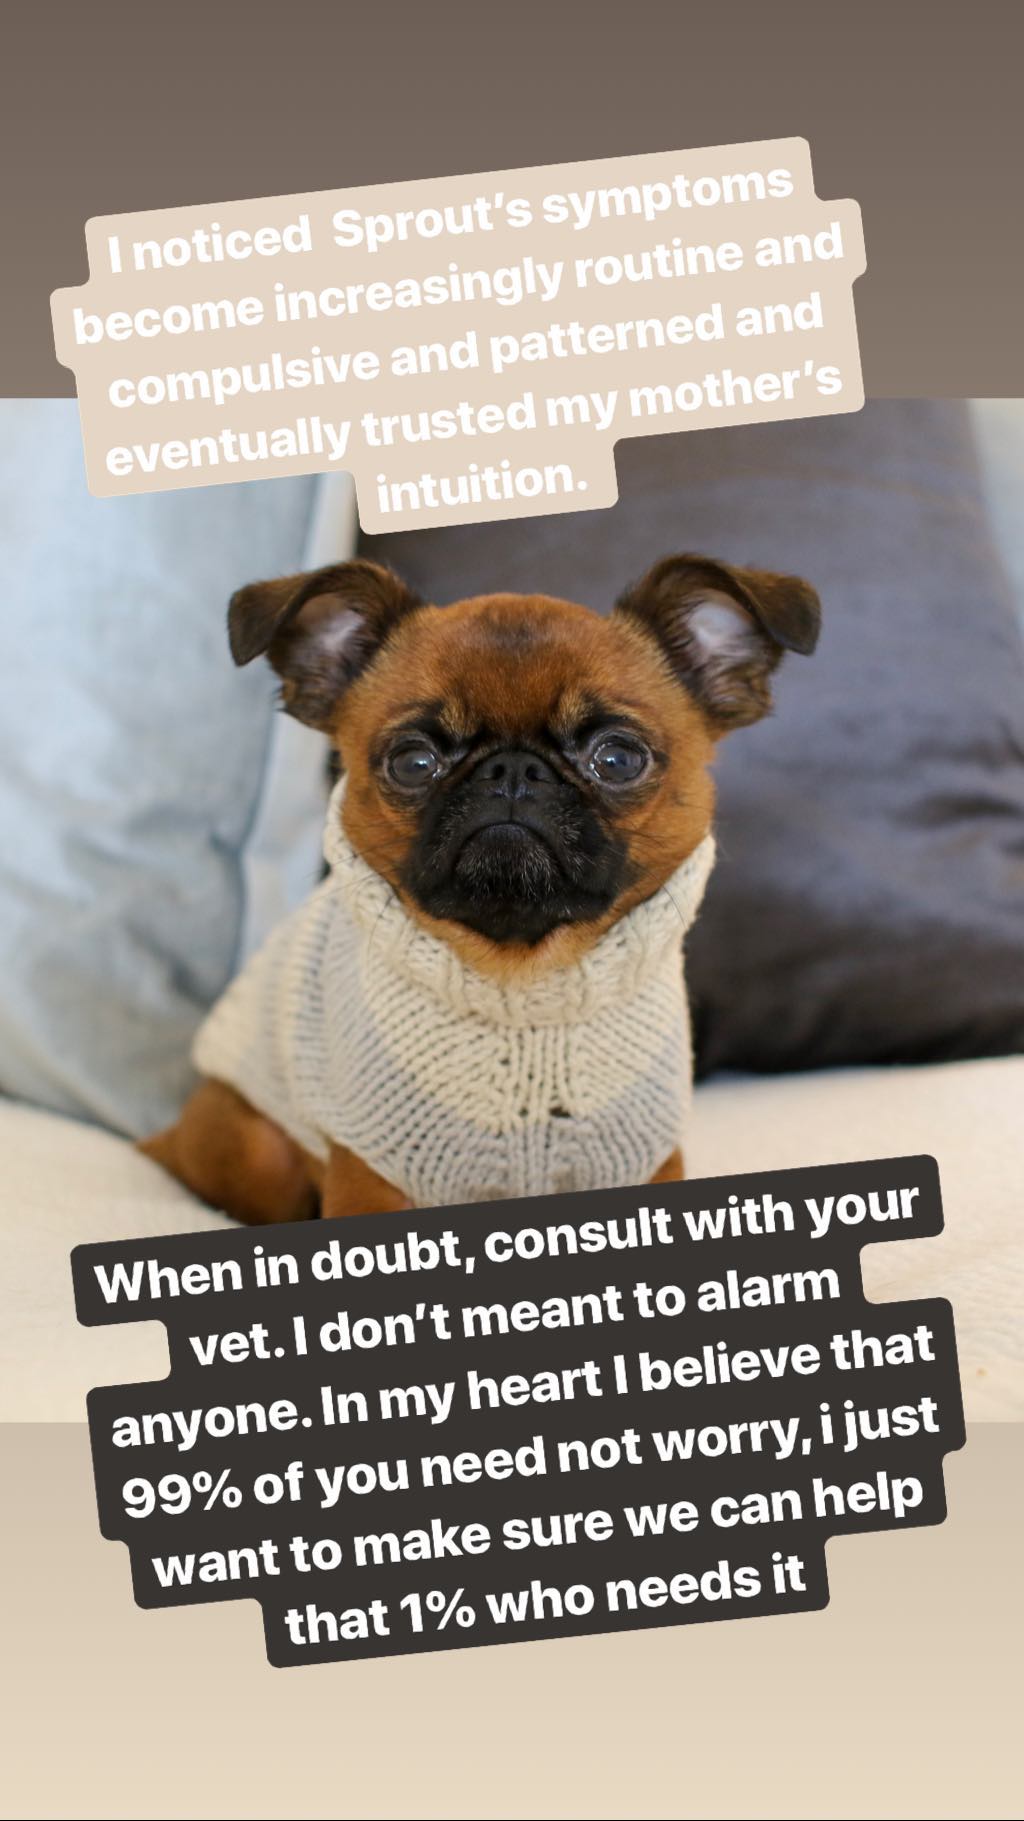 I noticed  Sprout’s symptoms
become increasingly routine and
compulsive and patterned and
eventually trusted my mother’s
intuition.
When in doubt, consult with your
vet. I don’t meant to alarm
anyone. In my heart I believe that
99% of you need not worry, i just
want to make sure we can help
that 1% who needs it